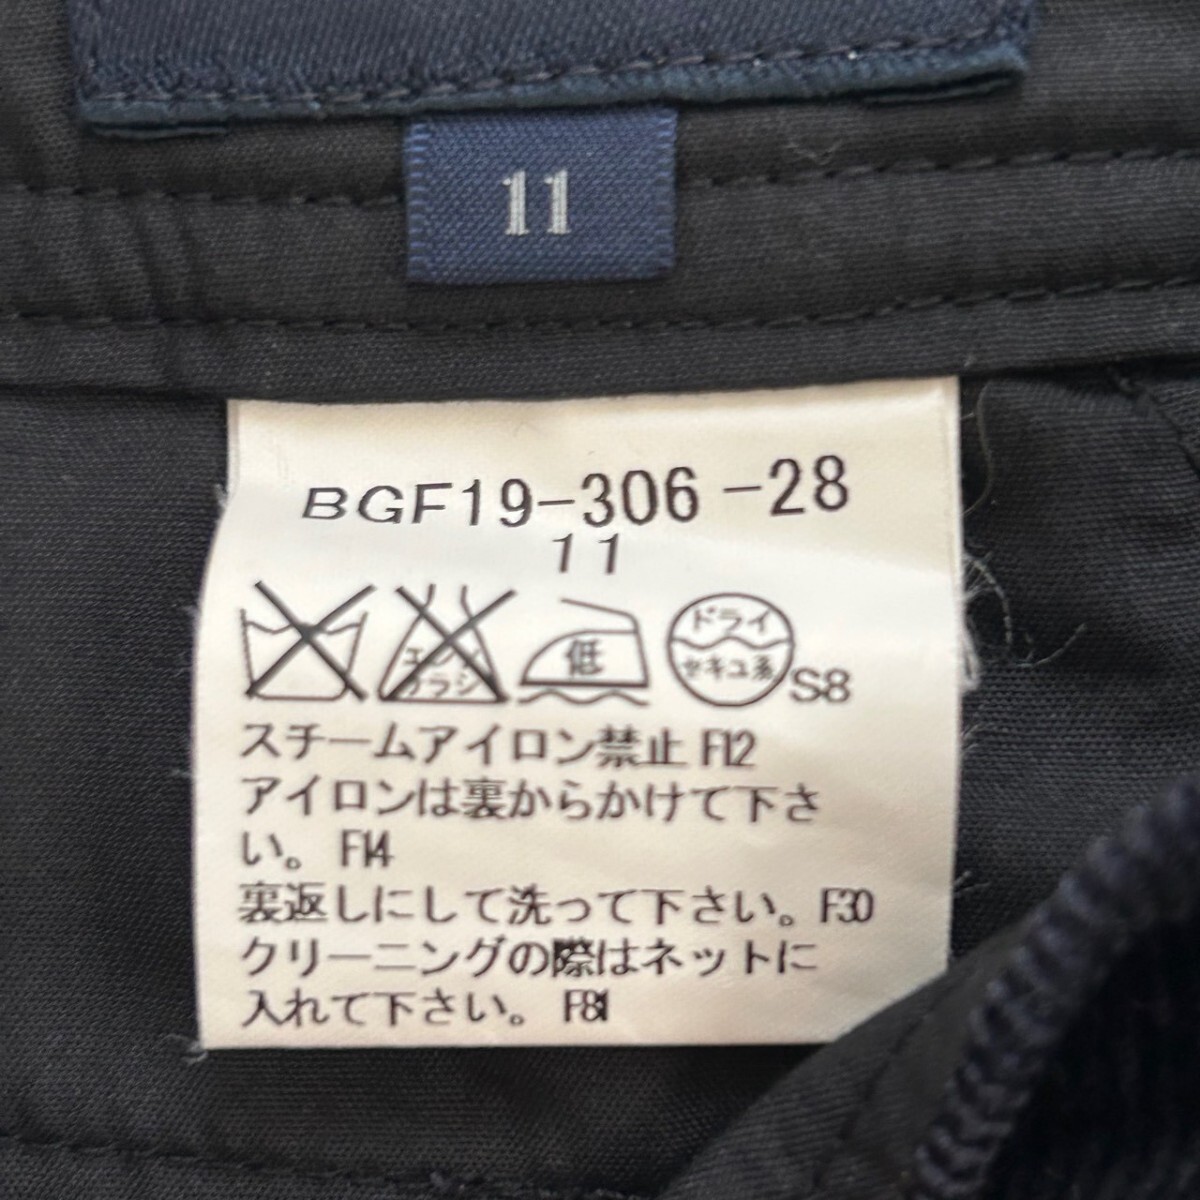 11
BGF19-306-28
11
エンソ
サラシ
低
ドライ
セキユ系
S8
スチームアイロン禁止 F12
アイロンは裏からかけて下さ
い。F14
裏返しにして洗って下さい。F30
クリーニングの際はネットに
入れて下さい。F81